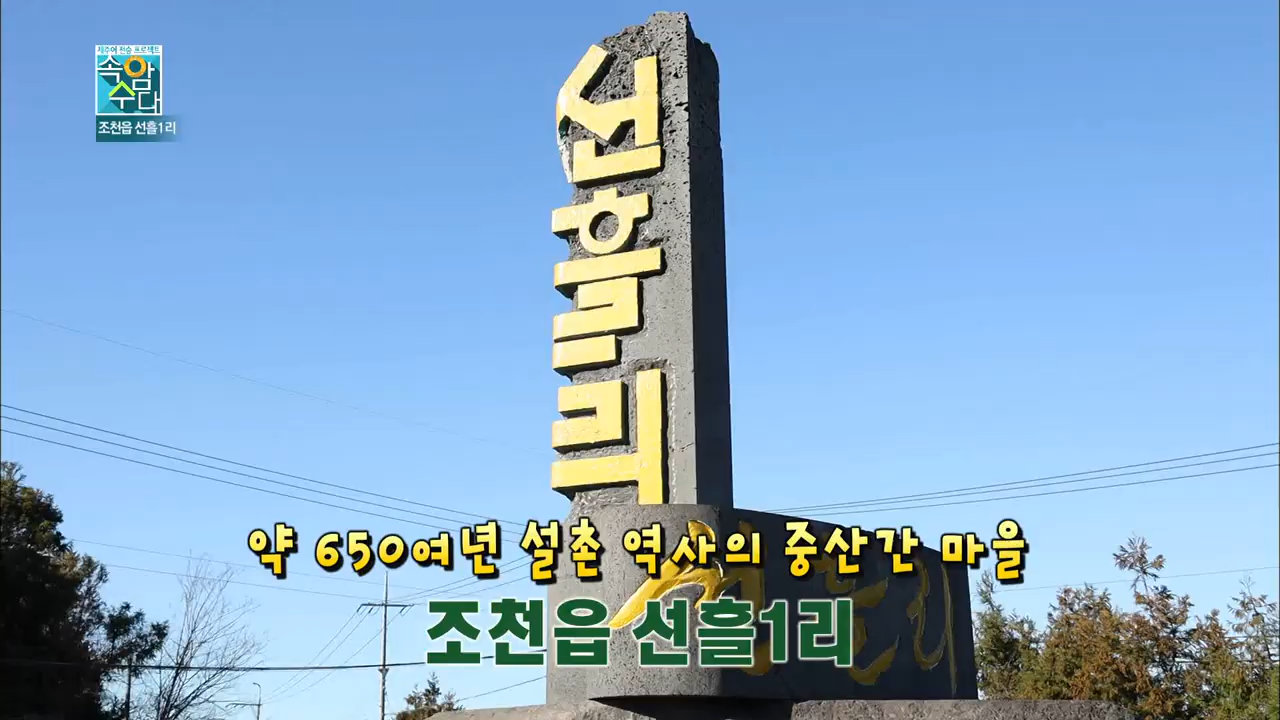 제주어 전승 프로젝트
속암수다
조천읍 선흘1리
선흘리
약 650여년 설촌 역사의 중산간 마을
조천읍 선흘1리